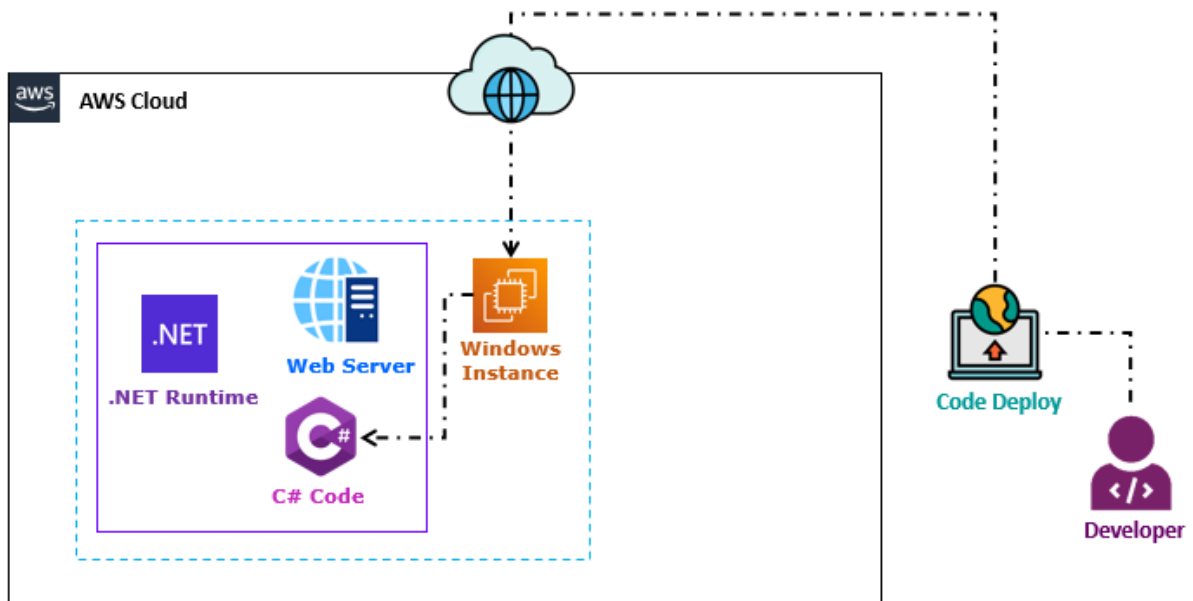 aws
AWS Cloud
.NET
.NET Runtime
Web Server
Windows
Instance
C#
C# Code
Code Deploy
</>
Developer